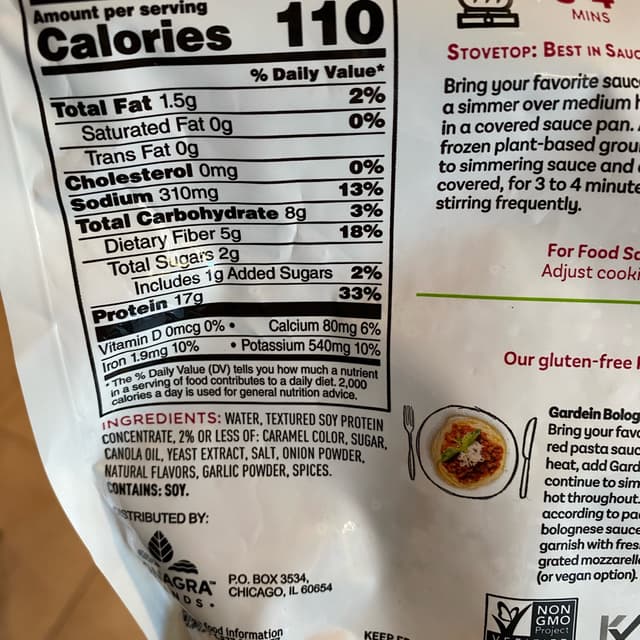 Amount per serving
Calories 110
% Daily Value*
Total Fat 1.5g 2%
Saturated Fat 0g 0%
Trans Fat 0g
Cholesterol 0mg 0%
Sodium 310mg 13%
Total Carbohydrate 8g 3%
Dietary Fiber 5g 18%
Total Sugars 2g
Includes 1g Added Sugars 2%
Protein 17g 33%
Vitamin D 0mcg 0% • Calcium 80mg 6%
Iron 1.9mg 10% • Potassium 540mg 10%
*The % Daily Value (DV) tells you how much a nutrient
in a serving of food contributes to a daily diet. 2,000
calories a day is used for general nutrition advice.
INGREDIENTS: WATER, TEXTURED SOY PROTEIN
CONCENTRATE, 2% OR LESS OF: CARAMEL COLOR, SUGAR,
CANOLA OIL, YEAST EXTRACT, SALT, ONION POWDER,
NATURAL FLAVORS, GARLIC POWDER, SPICES.
CONTAINS: SOY.
STRIBUTED BY:
AGRA™
NDS.
P.O. BOX 3534,
CHICAGO, IL 60654
food information
MINS
STOVETOP: BEST IN SAUC
Bring your favorite sauc
a simmer over medium h
in a covered sauce pan.
frozen plant-based grou
to simmering sauce and
covered, for 3 to 4 minute
stirring frequently.
For Food Sa
Adjust cooki
Our gluten-free
Gardein Bolog
Bring your favo
red pasta sauc
heat, add Gard
continue to sim
hot throughout.
according to pa
bolognese sauce
garnish with fres
grated mozzarell
(or vegan option).
NON
GMO
Project
VERIFIED
KEEP FR